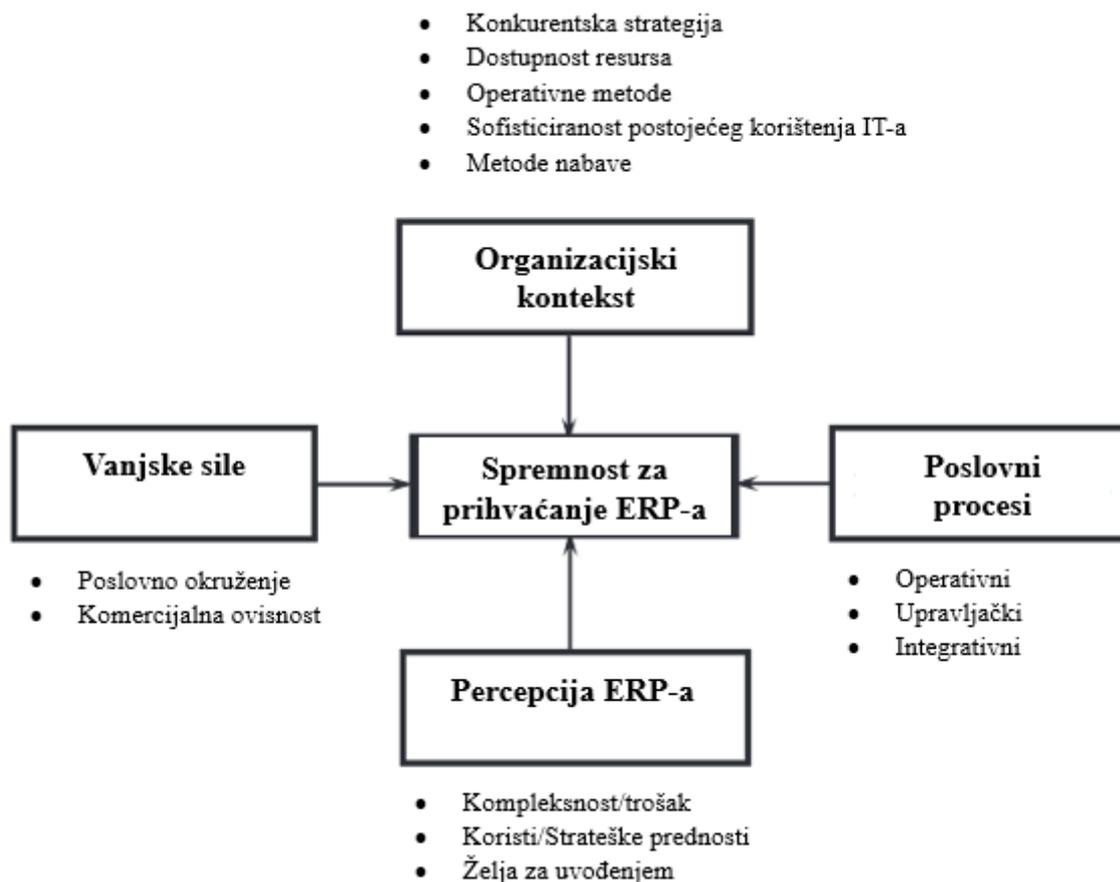 Konkurentska strategija
Dostupnost resursa
Operativne metode
Sofisticiranost postojećeg korištenja IT-a
Metode nabave
Organizacijski
kontekst
Vanjske sile
Spremnost za
prihvaćanje ERP-a
Poslovni
procesi
Poslovno okruženje
Komercijalna ovisnost
Operativni
Upravljački
Integrativni
Percepcija ERP-a
Kompleksnost/trošak
Koristi/Strateške prednosti
Želja za uvođenjem